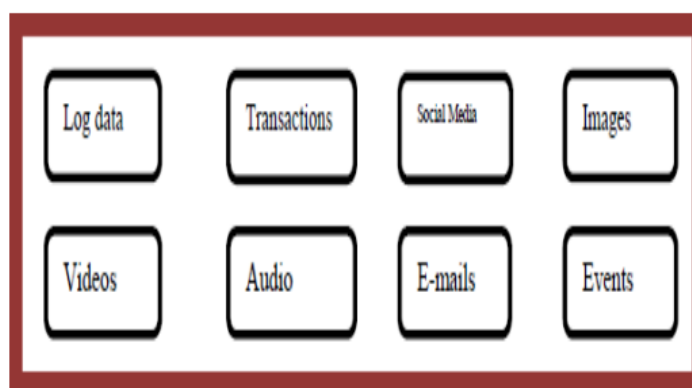 Log data
Transactions
Social Media
Images
Videos
Audio
E-mails
Events